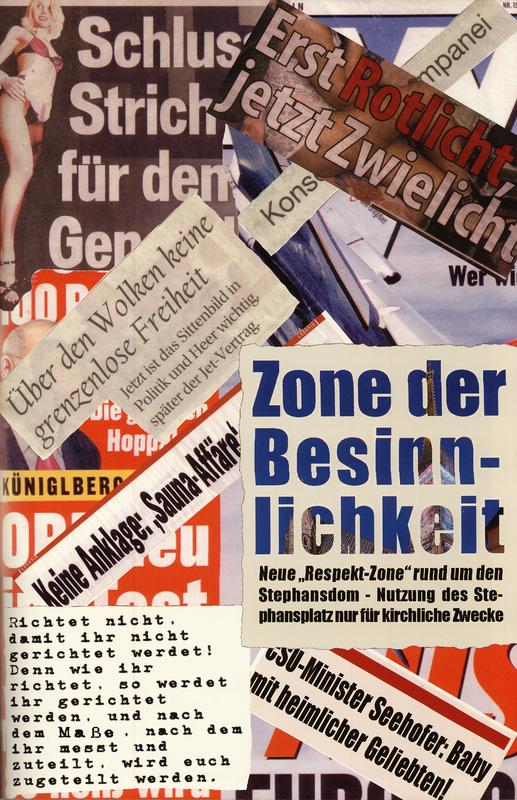 Schluss
Strich
für den
Erst Rotlicht,
jetzt Zwielicht
mpanei
Konse
Wer wi
Über den Wolken keine
grenzenlose Freiheit
Jetzt ist das Sittenbild in
Politik und Heer wichtig
später der Jet-Vertrag.
Hopp
KÜNIGLBERG
Keine Anklage: „Sauna-Affäre“
Zone der
Besinn-
lichkeit
Neue „Respekt-Zone“ rund um den
Stephansdom - Nutzung des Ste-
phansplatz nur für kirchliche Zwecke
Richtet nicht,
damit ihr nicht
gerichtet werdet!
Denn wie ihr
richtet, so werdet
ihr gerichtet
werden, und nach
dem Maße, nach dem
ihr messt und
zuteilt, wird euch
zugeteilt werden.
CSU-Minister Seehofer: Baby
mit heimlicher Geliebten!